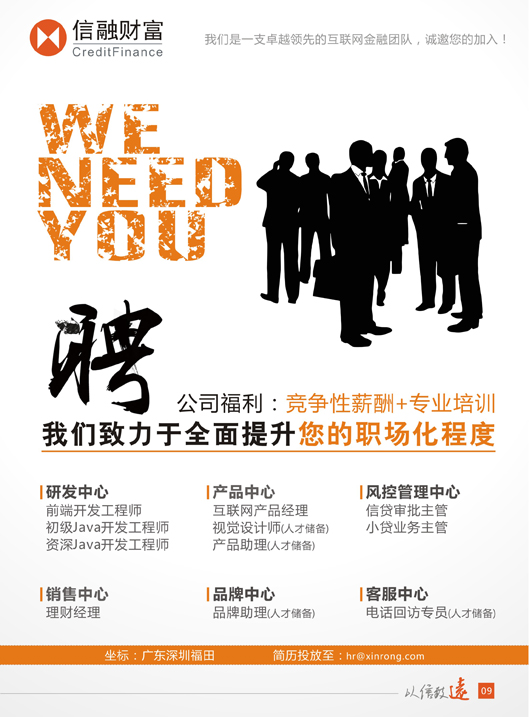 信融财富
CreditFinance
我们是一支卓越领先的互联网金融团队，诚邀您的加入！
WE
NEED
YOU
聘
公司福利：竞争性薪酬+专业培训
我们致力于全面提升您的职场化程度
研发中心
前端开发工程师
初级Java开发工程师
资深Java开发工程师
产品中心
互联网产品经理
视觉设计师(人才储备)
产品助理(人才储备)
风控管理中心
信贷审批主管
小贷业务主管
销售中心
理财经理
品牌中心
品牌助理(人才储备)
客服中心
电话回访专员(人才储备)
坐标：广东深圳福田 简历投放至：hr@xinrong.com
以信致远
09